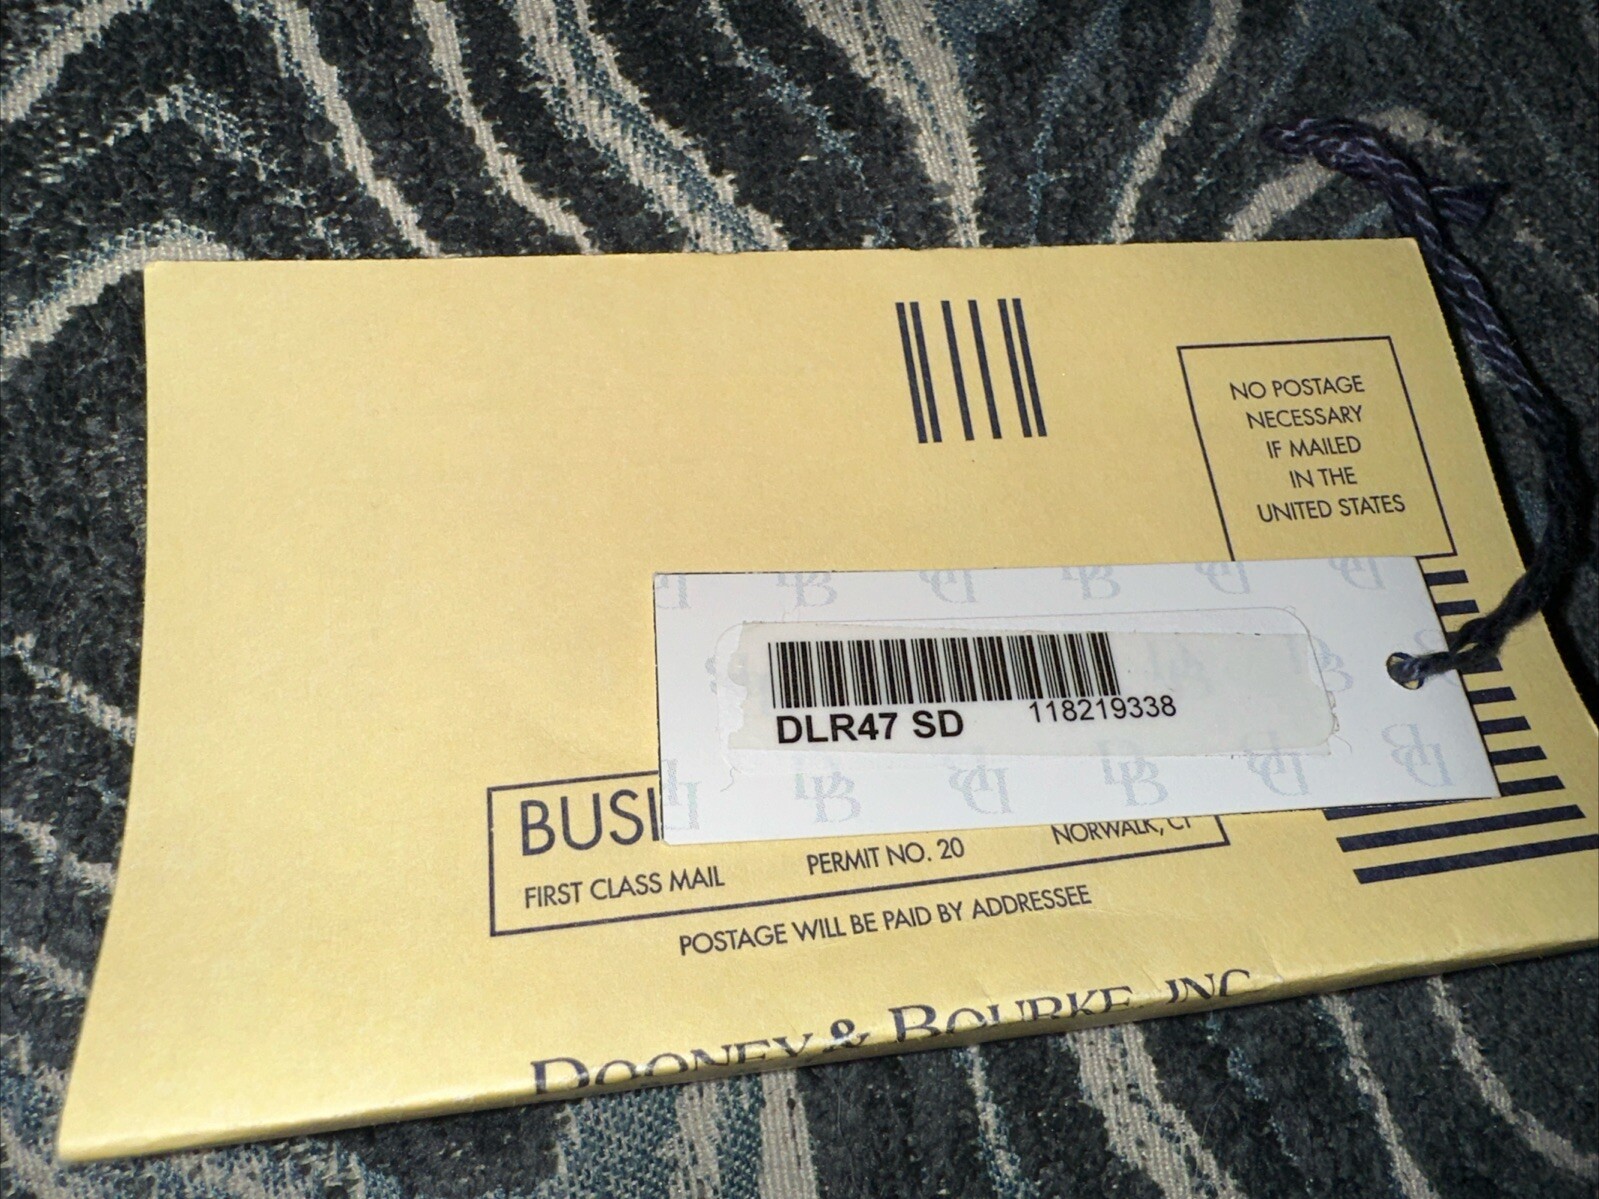 NO POSTAGE
NECESSARY
IF MAILED
IN THE
UNITED STATES
DLR47 SD 118219338
BUSI
FIRST CLASS MAIL PERMIT NO. 20 NORWALK, CT
POSTAGE WILL BE PAID BY ADDRESSEE
DOONEY & BOURKE, INC.